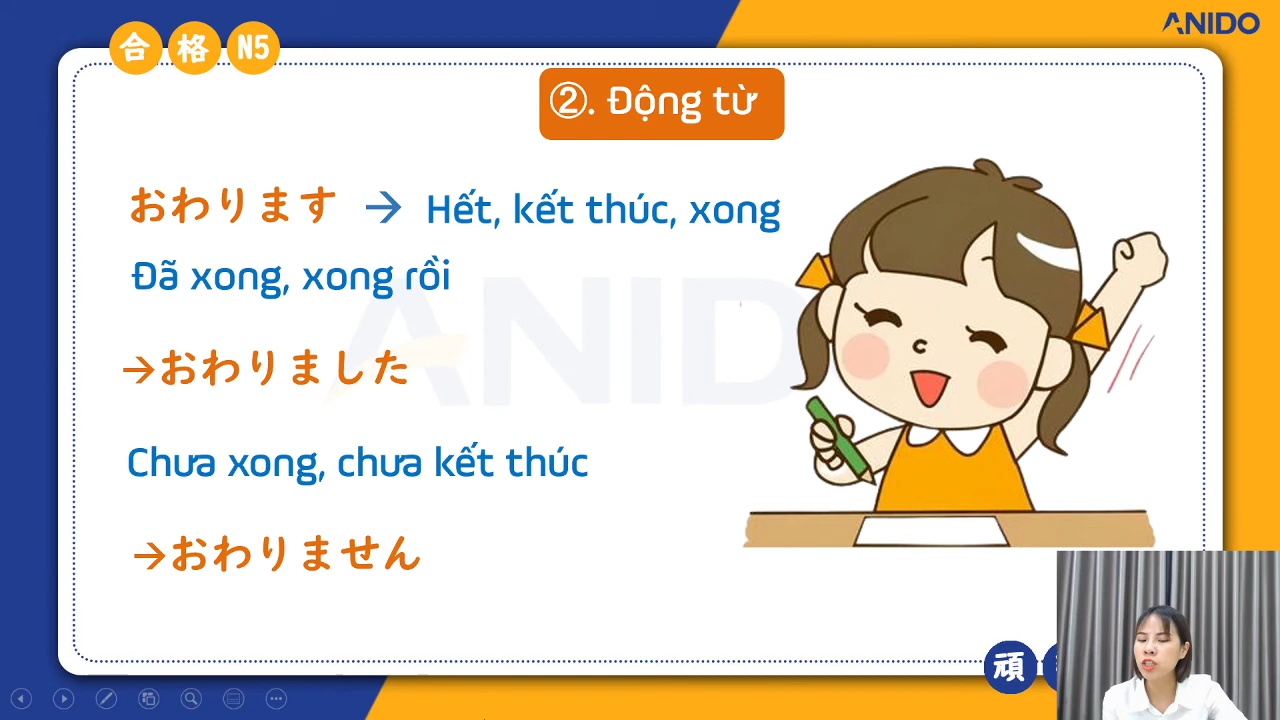 ANIDO
合 格 N5
②. Động từ
おわります → Hết, kết thúc, xong
Đã xong, xong rồi
→おわりました
Chưa xong, chưa kết thúc
→おわりません
頑